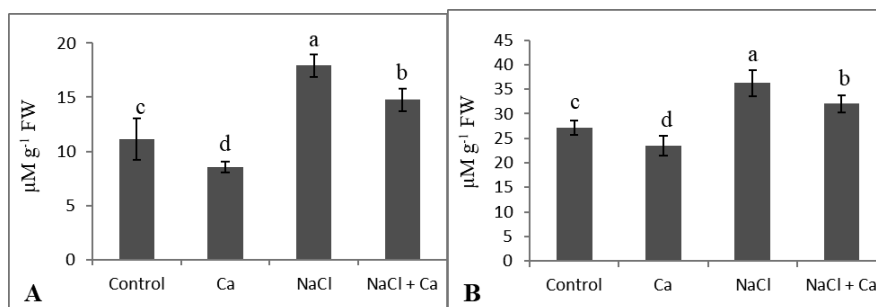 20
15
10
5
0
µM g⁻¹ FW
c
d
a
b
Control Ca NaCl NaCl + Ca
A
45
40
35
30
25
20
15
10
5
0
µM g⁻¹ FW
c
d
a
b
Control Ca NaCl NaCl + Ca
B